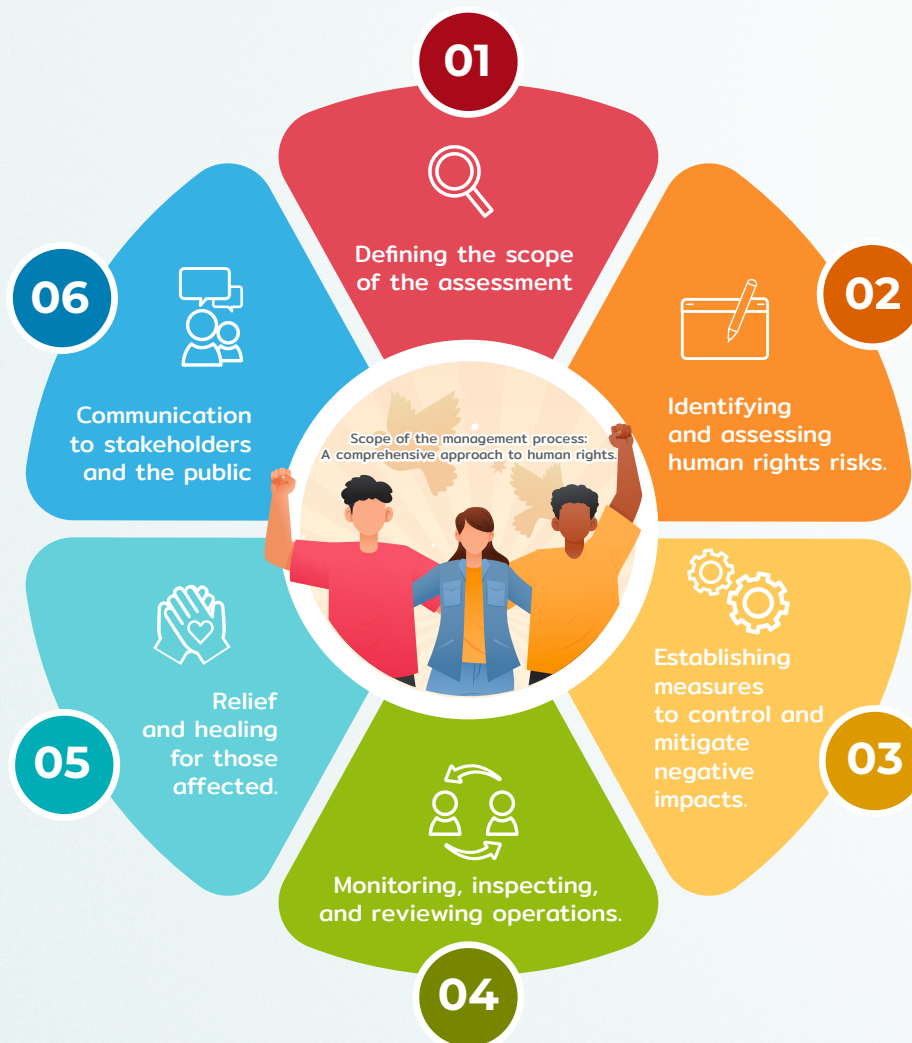 01
Defining the scope
of the assessment
02
Identifying
and assessing
human rights risks.
03
Establishing
measures
to control and
mitigate
negative
impacts.
04
Monitoring, inspecting,
and reviewing operations.
05
Relief
and healing
for those
affected.
06
Communication
to stakeholders
and the public
Scope of the management process:
A comprehensive approach to human rights.